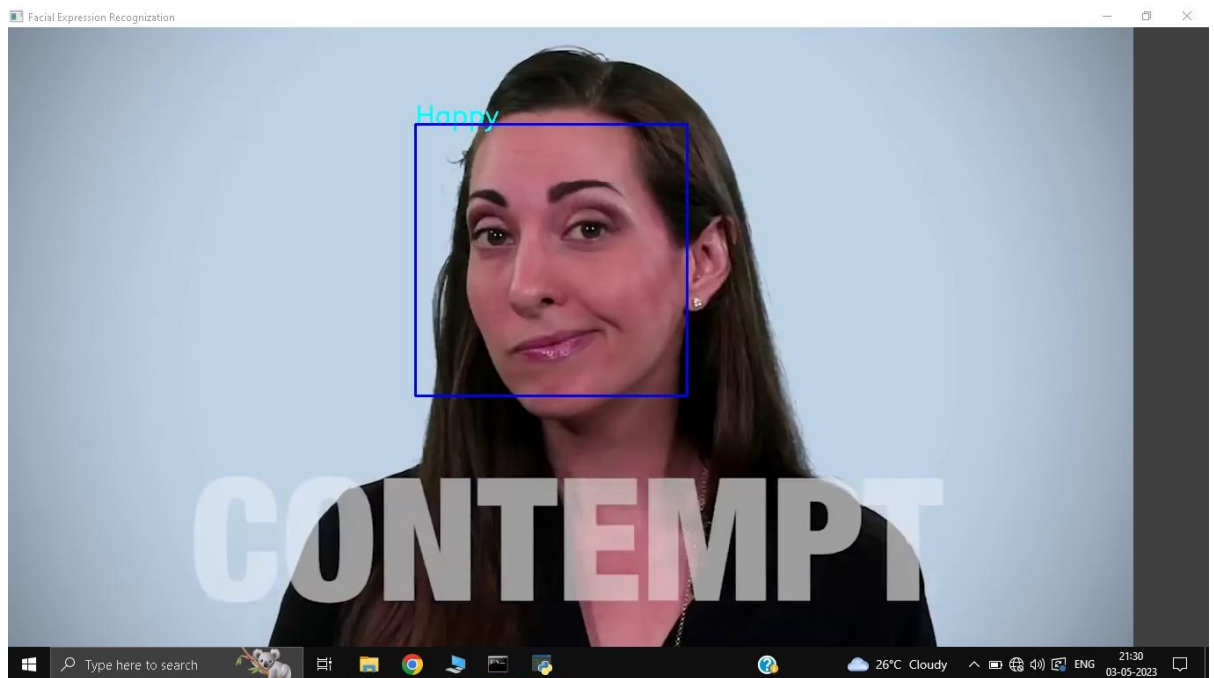 Facial Expression Recognization
Happy
CONTEMPT
Type here to search
26°C Cloudy
ENG
21:30
03-05-2023